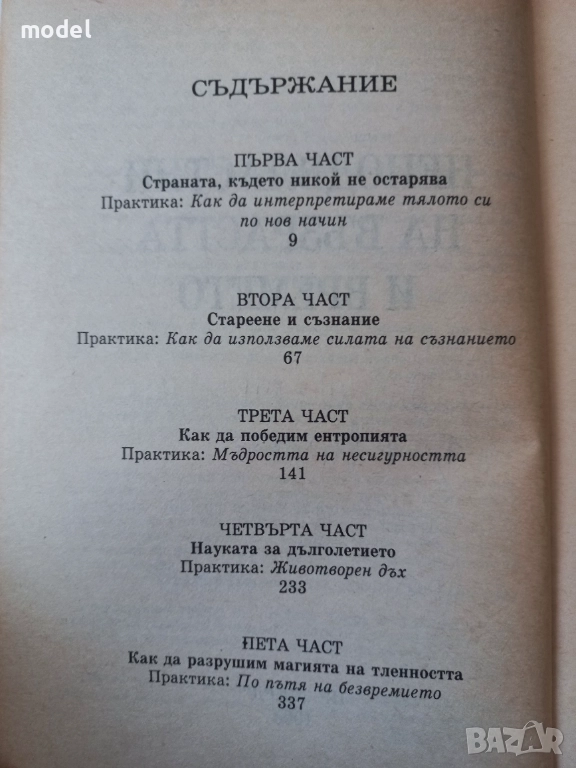 model
СЪДЪРЖАНИЕ
ПЪРВА ЧАСТ
Страната, където никой не остарява
Практика: Как да интерпретираме тялото си
по нов начин
9
ВТОРА ЧАСТ
Стареене и съзнание
Практика: Как да използваме силата на съзнанието
67
ТРЕТА ЧАСТ
Как да победим ентропията
Практика: Мъдростта на несигурността
141
ЧЕТВЪРТА ЧАСТ
Науката за дълголетието
Практика: Животворен дъх
233
ПЕТА ЧАСТ
Как да разрушим магията на тленността
Практика: По пътя на безвремието
337
BAZAR